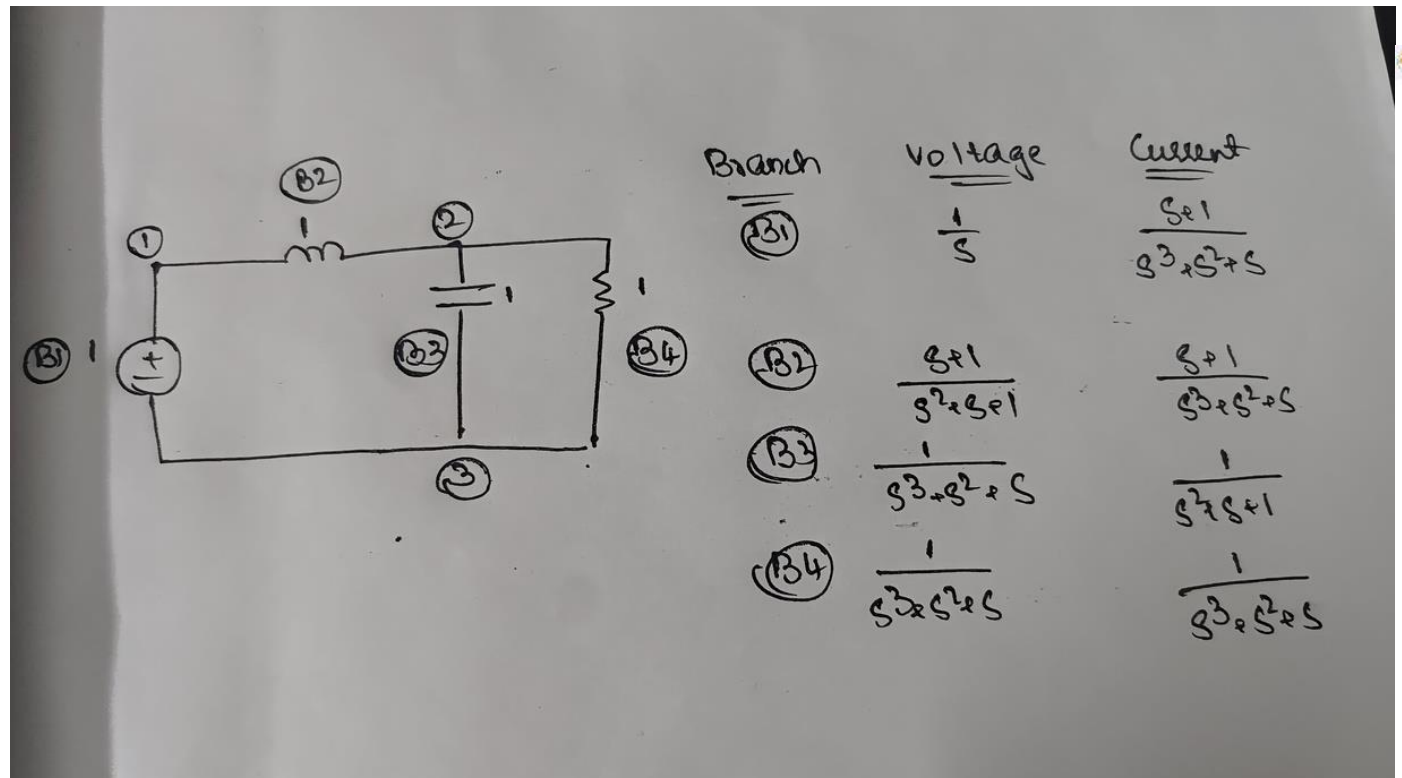 Branch Voltage Current
B1 1/s s+1/s³+s²+s
B2 s+1/s²+s+1 s+1/s³+s²+s
B3 1/s³+s²+s 1/s²+s+1
B4 1/s³+s²+s 1/s³+s²+s
B2
1
1
2
B1 1
+
-
1
B3
1
B4
3